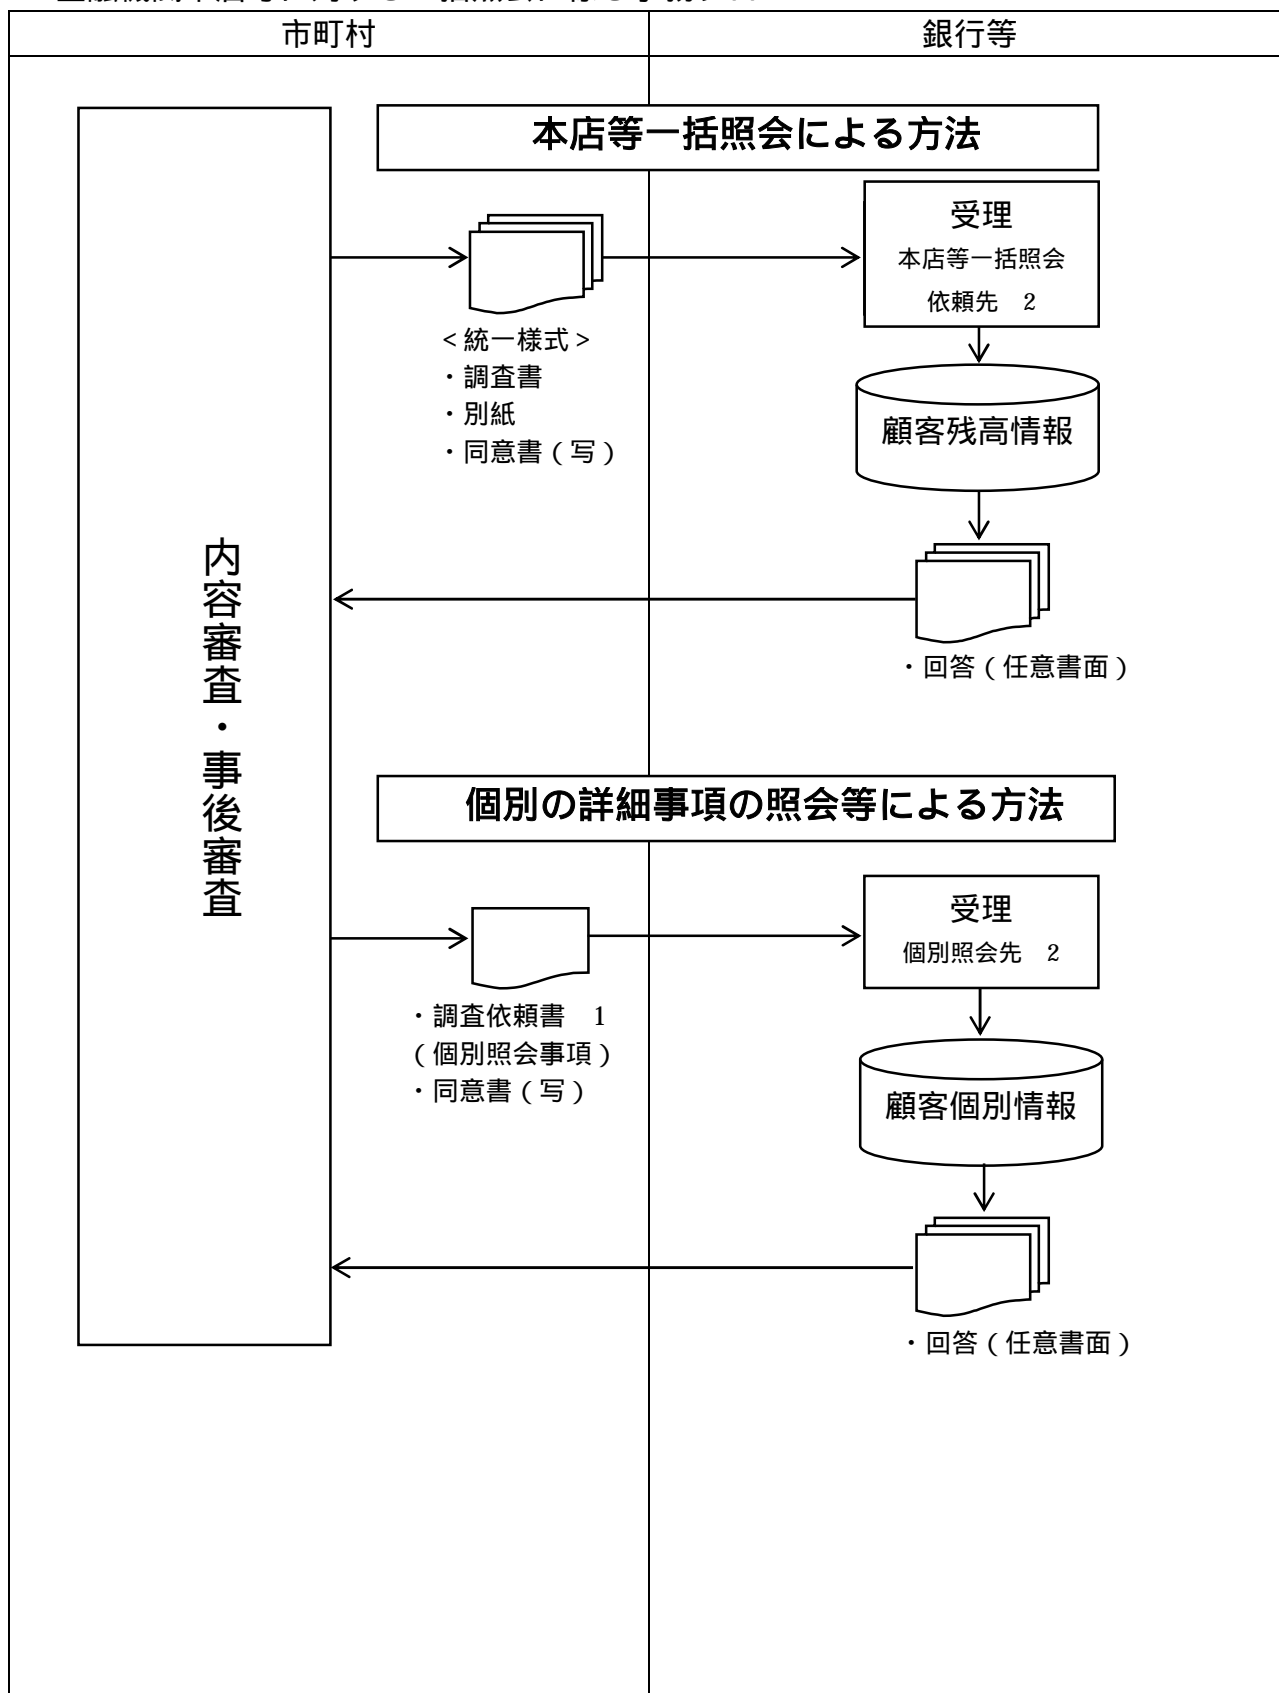 市町村
銀行等
本店等一括照会による方法
受理
本店等一括照会
依頼先　2
<統一様式>
・調査書
・別紙
・同意書（写）
顧客残高情報
・回答（任意書面）
内容審査・事後審査
個別の詳細事項の照会等による方法
受理
個別照会先　2
・調査依頼書　1
（個別照会事項）
・同意書（写）
顧客個別情報
・回答（任意書面）